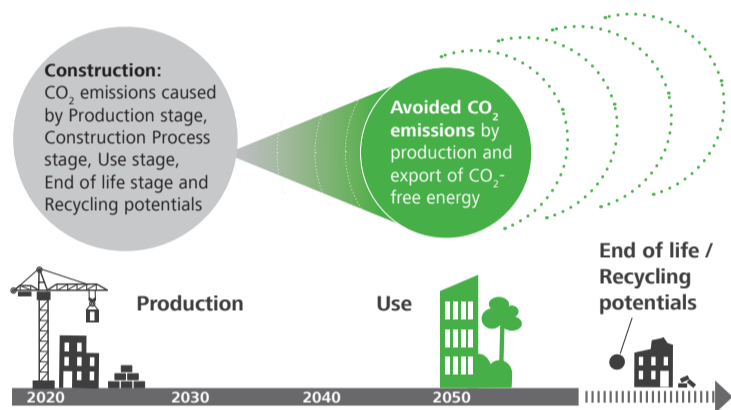 Construction:
CO₂ emissions caused
by Production stage,
Construction Process
stage, Use stage,
End of life stage and
Recycling potentials
Avoided CO₂
emissions by
production and
export of CO₂-
free energy
End of life /
Recycling
potentials
Production
Use
2020
2030
2040
2050